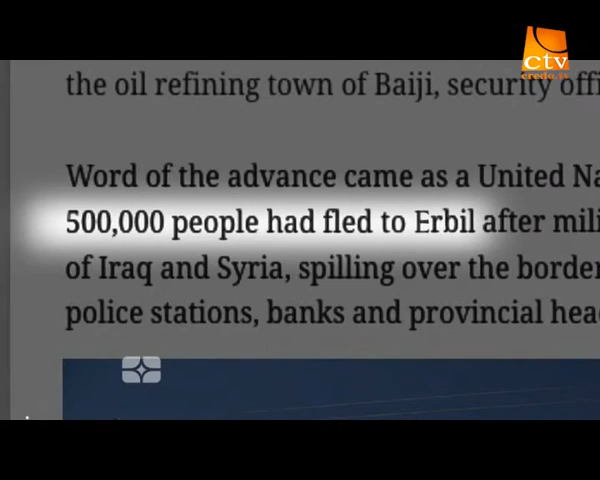 ctv
credo.tv
the oil refining town of Baiji, security offi
Word of the advance came as a United Na
500,000 people had fled to Erbil after mili
of Iraq and Syria, spilling over the border
police stations, banks and provincial hea